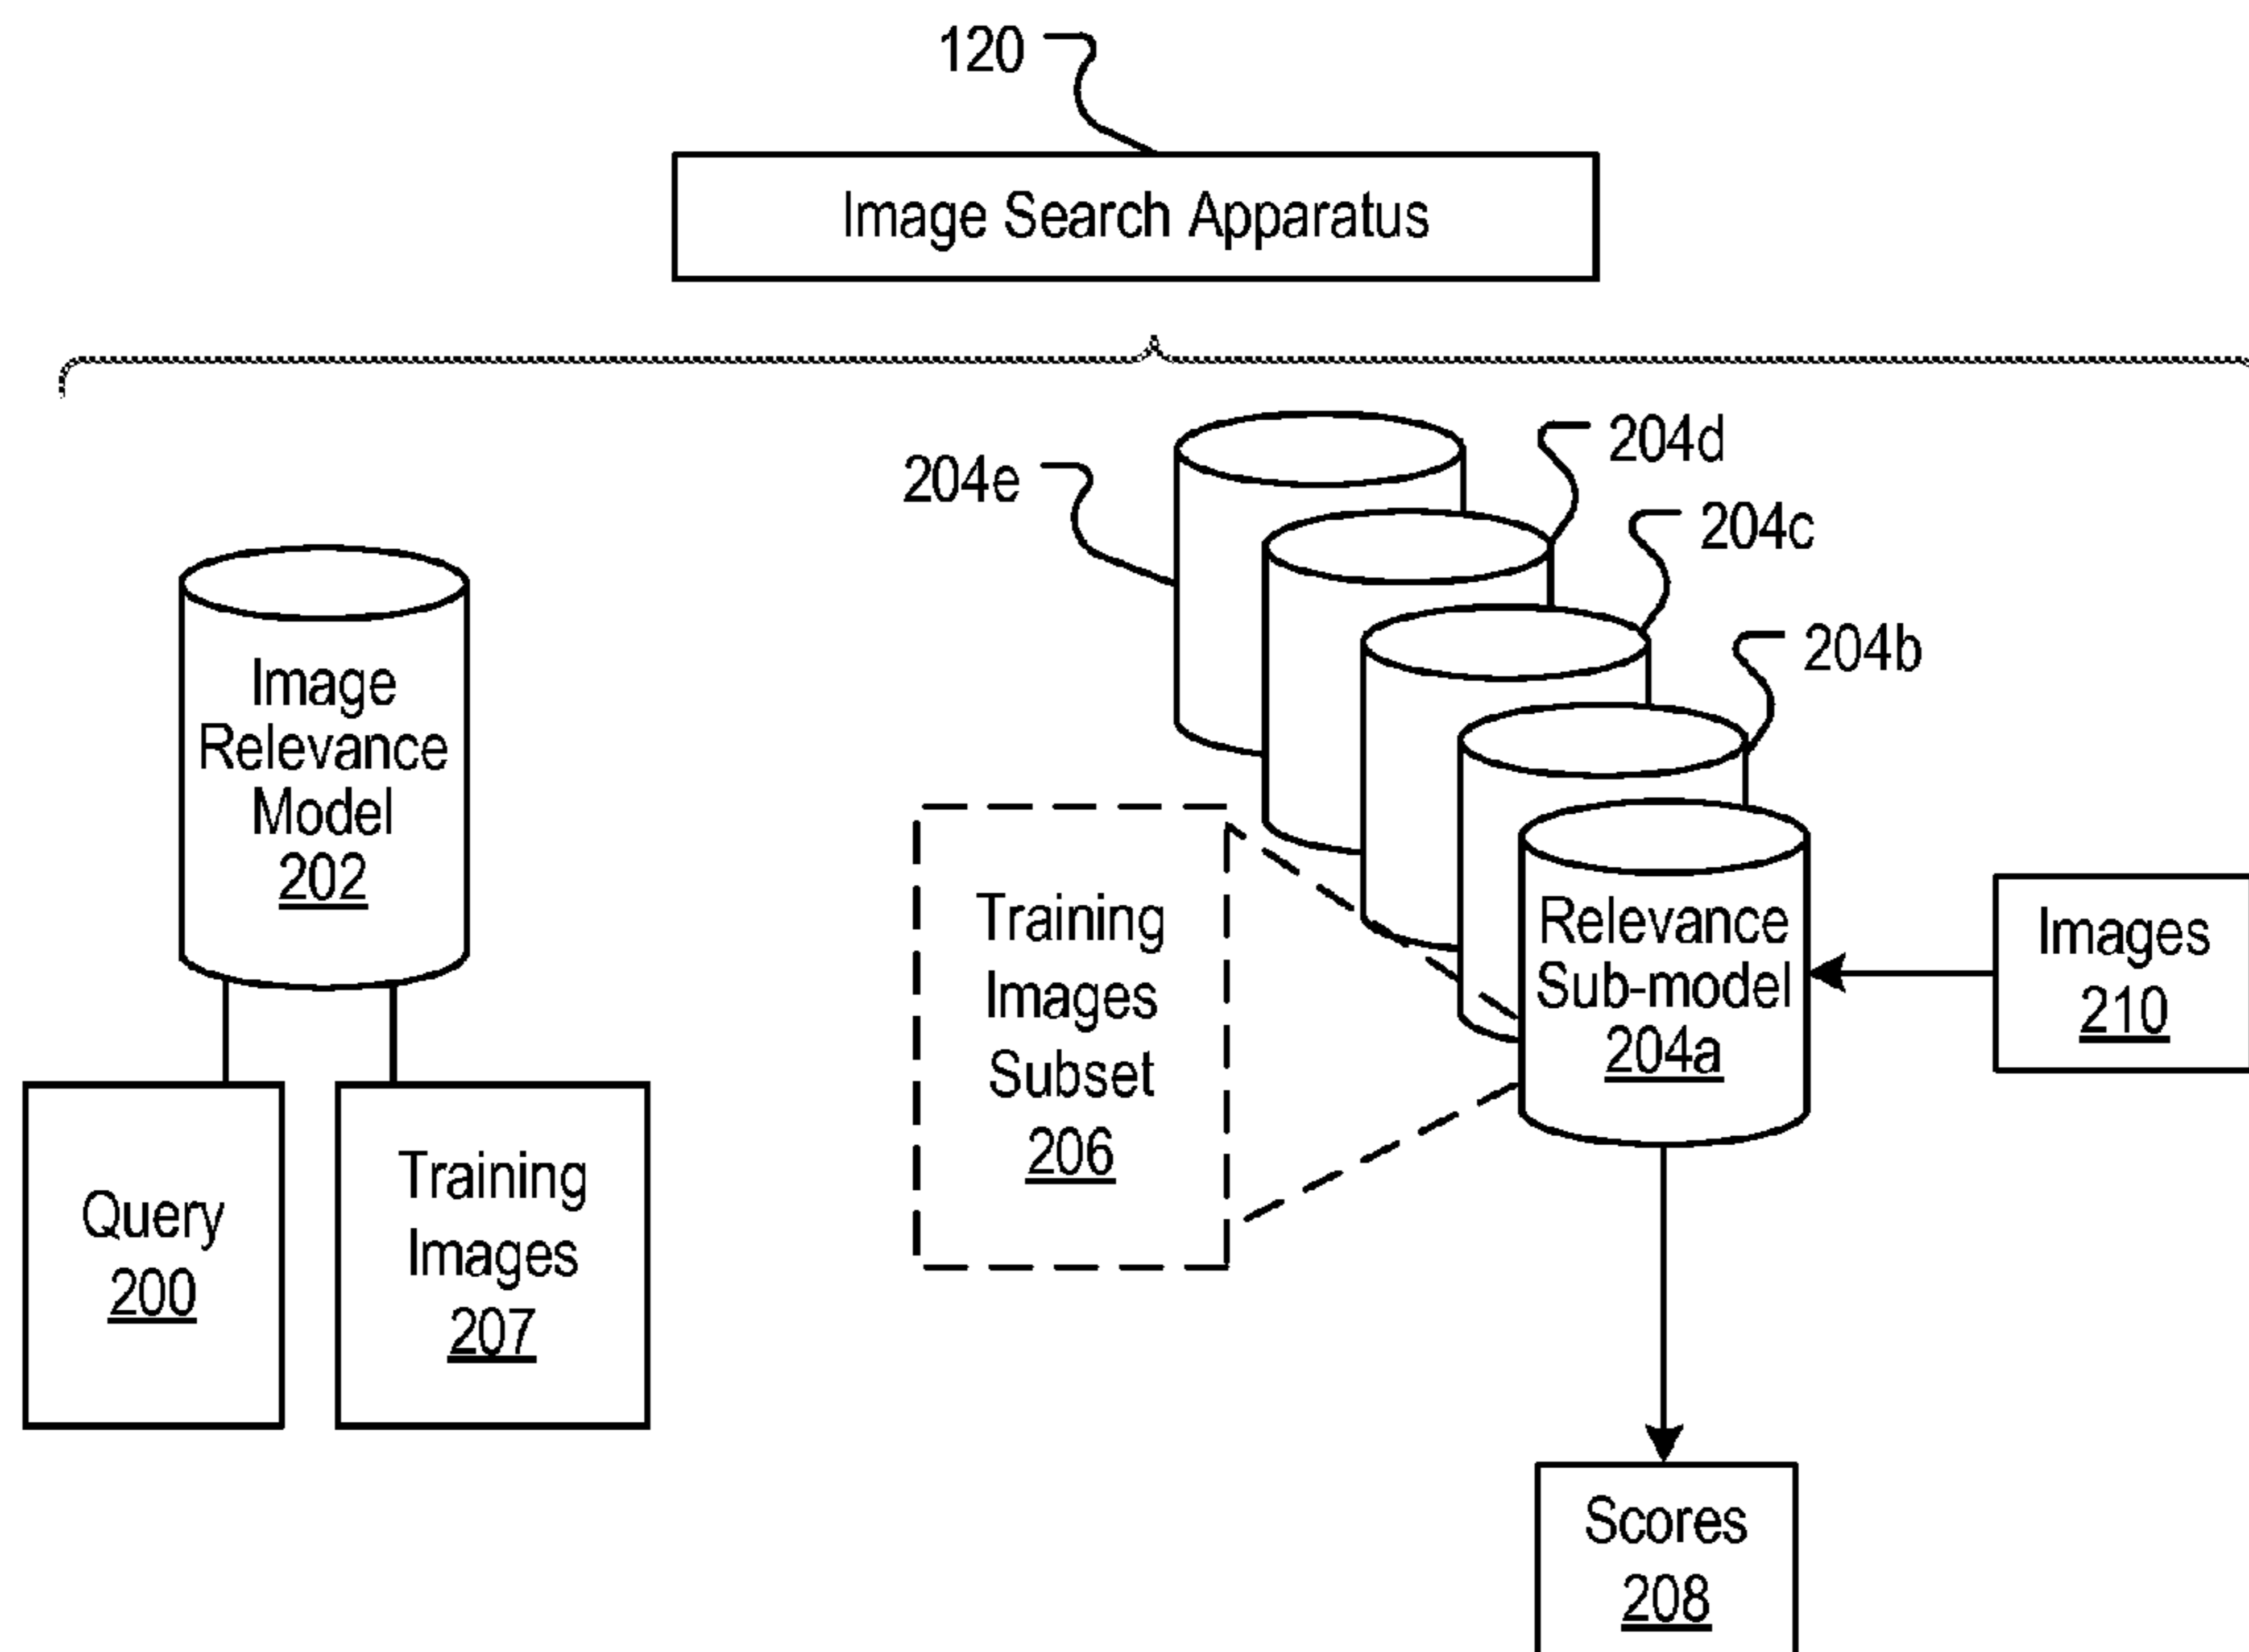 120
Image Search Apparatus
204e
204d
204c
204b
Image
Relevance
Model
202
Training
Images
Subset
206
Relevance
Sub-model
204a
Images
210
Query
200
Training
Images
207
Scores
208